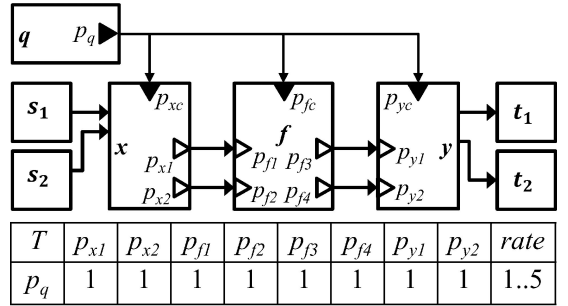 q p_q
s_1 p_xc p_fc p_yc t_1
x f y
p_x1 p_f1 p_f3 p_y1
s_2 p_x2 p_f2 p_f4 p_y2 t_2
T p_x1 p_x2 p_f1 p_f2 p_f3 p_f4 p_y1 p_y2 rate
p_q 1 1 1 1 1 1 1 1 1..5